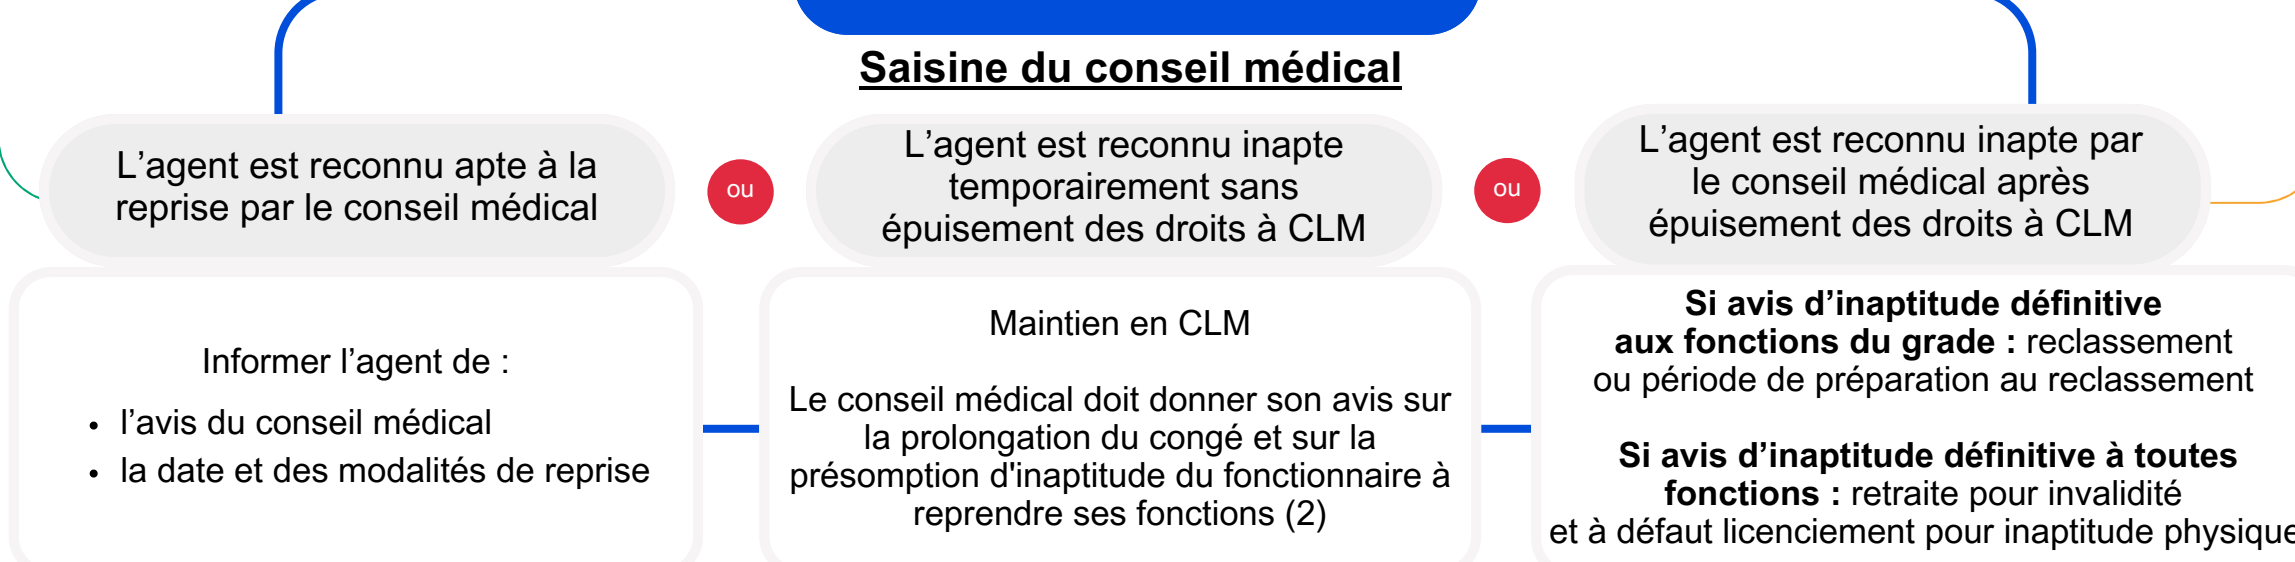 Saisine du conseil médical
L’agent est reconnu apte à la
reprise par le conseil médical
ou
L’agent est reconnu inapte
temporairement sans
épuisement des droits à CLM
ou
L’agent est reconnu inapte par
le conseil médical après
épuisement des droits à CLM
Informer l’agent de :
• l’avis du conseil médical
• la date et des modalités de reprise
Maintien en CLM
Le conseil médical doit donner son avis sur
la prolongation du congé et sur la
présomption d'inaptitude du fonctionnaire à
reprendre ses fonctions (2)
Si avis d’inaptitude définitive
aux fonctions du grade : reclassement
ou période de préparation au reclassement
Si avis d’inaptitude définitive à toutes
fonctions : retraite pour invalidité
et à défaut licenciement pour inaptitude physique